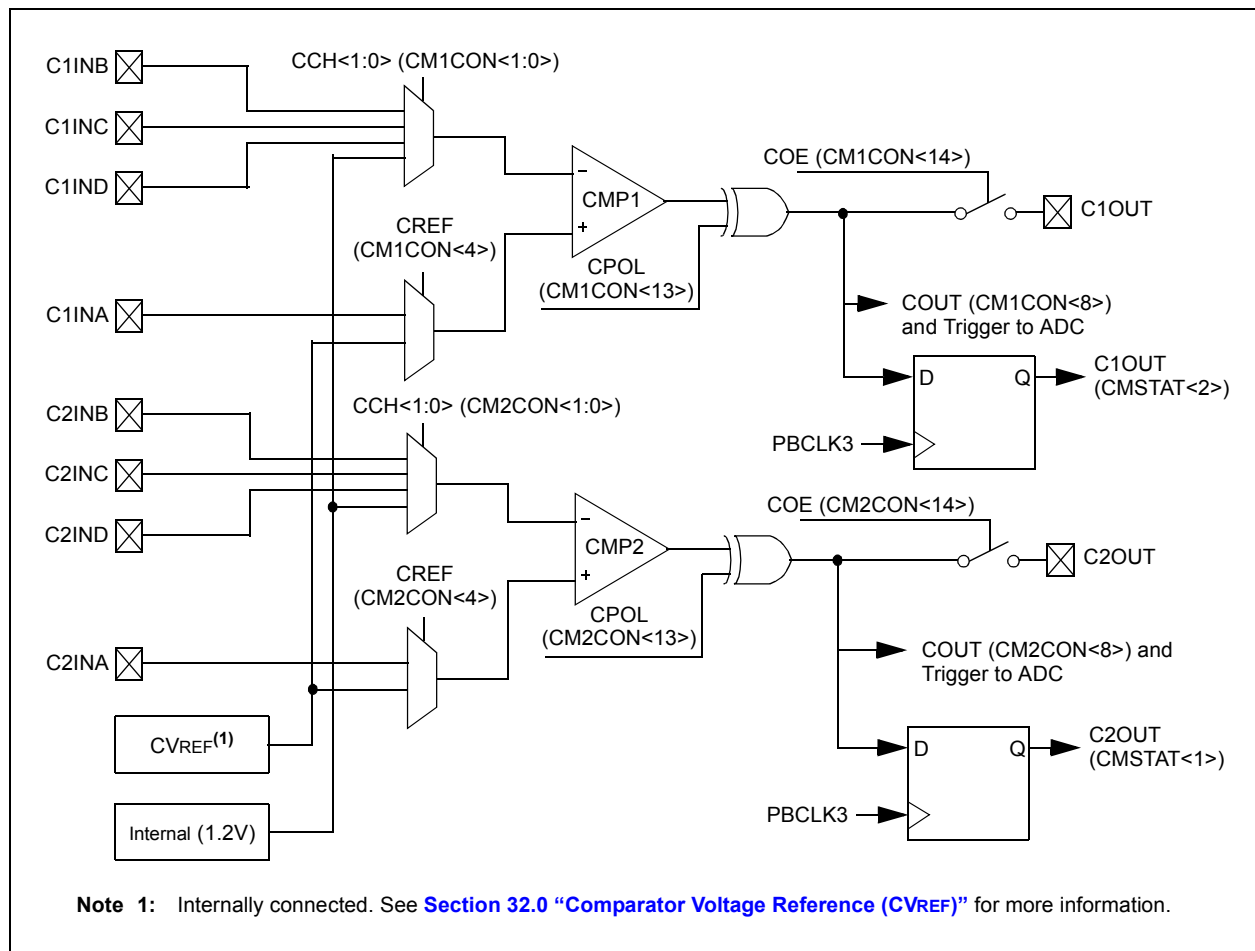 C1INB
CCH<1:0> (CM1CON<1:0>)
C1INC
C1IND
COE (CM1CON<14>)
C1OUT
CMP1
–
+
CREF
(CM1CON<4>)
CPOL
(CM1CON<13>)
C1INA
COUT (CM1CON<8>)
and Trigger to ADC
D
Q
C1OUT
(CMSTAT<2>)
PBCLK3
C2INB
CCH<1:0> (CM2CON<1:0>)
C2INC
C2IND
COE (CM2CON<14>)
C2OUT
CMP2
–
+
CREF
(CM2CON<4>)
CPOL
(CM2CON<13>)
C2INA
COUT (CM2CON<8>) and
Trigger to ADC
CVREF(1)
D
Q
C2OUT
(CMSTAT<1>)
PBCLK3
Internal (1.2V)
Note 1: Internally connected. See Section 32.0 “Comparator Voltage Reference (CVREF)” for more information.